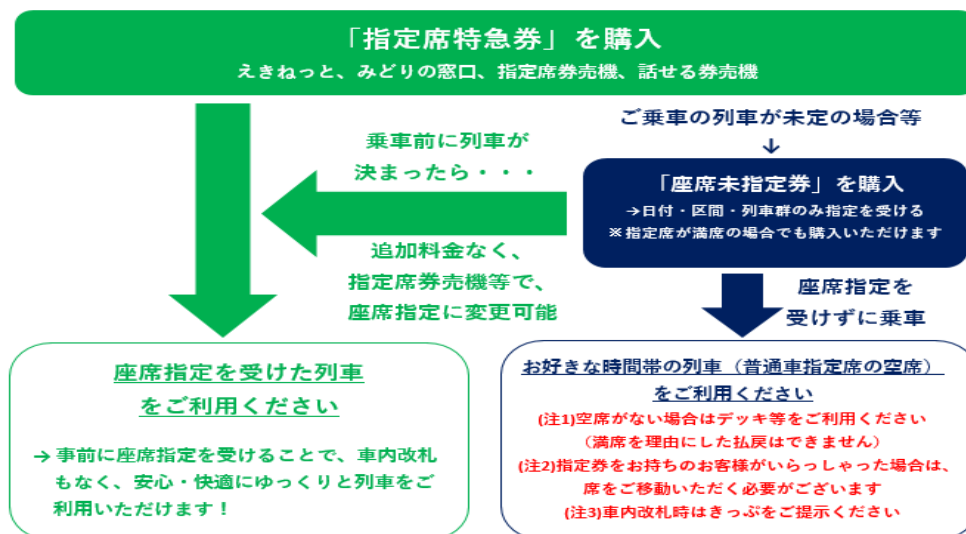 「指定席特急券」を購入
えきねっと、みどりの窓口、指定席券売機、話せる券売機
ご乗車の列車が未定の場合等
↓
乗車前に列車が
決まったら・・・
「座席未指定券」を購入
→日付・区間・列車群のみ指定を受ける
※指定席が満席の場合でも購入いただけます
追加料金なく、
指定席券売機等で、
座席指定に変更可能
座席指定を
受けずに乗車
座席指定を受けた列車
をご利用ください
→事前に座席指定を受けることで、車内改札
もなく、安心・快適にゆっくりと列車をご
利用いただけます！
お好きな時間帯の列車（普通車指定席の空席）
をご利用ください
(注1)空席がない場合はデッキ等をご利用ください
（満席を理由にした払戻はできません）
(注2)指定券をお持ちのお客様がいらっしゃった場合は、
席をご移動いただく必要がございます
(注3)車内改札時はきっぷをご提示ください